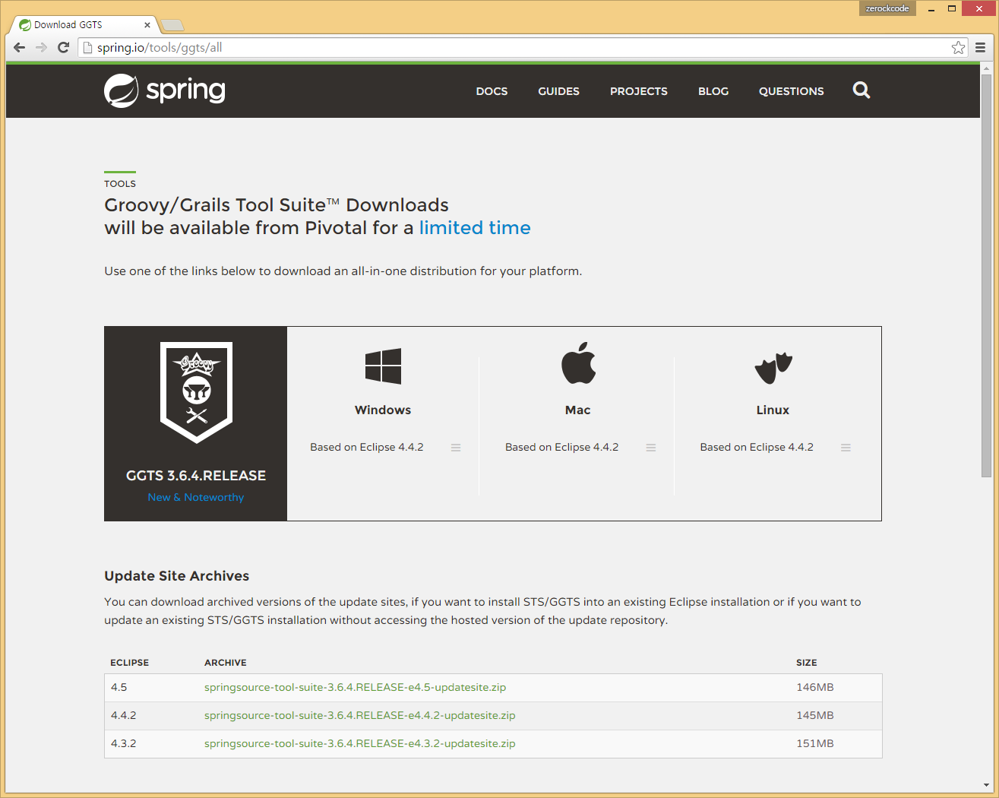 zerockcode
Download GGTS
spring.io/tools/ggts/all
spring
DOCS GUIDES PROJECTS BLOG QUESTIONS
TOOLS
Groovy/Grails Tool Suite™ Downloads
will be available from Pivotal for a limited time
Use one of the links below to download an all-in-one distribution for your platform.
Groovy
GGTS 3.6.4.RELEASE
New & Noteworthy
Windows
Based on Eclipse 4.4.2
Mac
Based on Eclipse 4.4.2
Linux
Based on Eclipse 4.4.2
Update Site Archives
You can download archived versions of the update sites, if you want to install STS/GGTS into an existing Eclipse installation or if you want to
update an existing STS/GGTS installation without accessing the hosted version of the update repository.
ECLIPSE ARCHIVE SIZE
4.5 springsource-tool-suite-3.6.4.RELEASE-e4.5-updatesite.zip 146MB
4.4.2 springsource-tool-suite-3.6.4.RELEASE-e4.4.2-updatesite.zip 145MB
4.3.2 springsource-tool-suite-3.6.4.RELEASE-e4.3.2-updatesite.zip 151MB